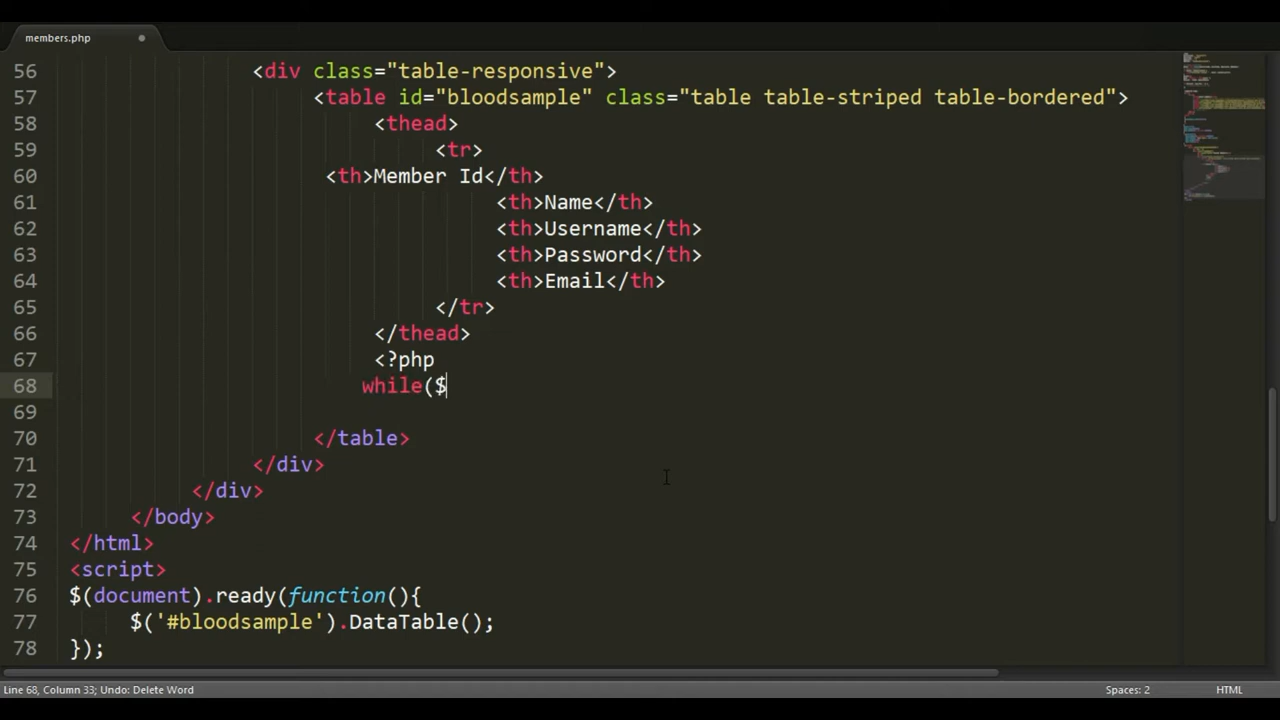 members.php
56 <div class="table-responsive">
57 <table id="bloodsample" class="table table-striped table-bordered">
58 <thead>
59 <tr>
60 <th>Member Id</th>
61 <th>Name</th>
62 <th>Username</th>
63 <th>Password</th>
64 <th>Email</th>
65 </tr>
66 </thead>
67 <?php
68 while($
69
70 </table>
71 </div>
72 </div>
73 </body>
74 </html>
75 <script>
76 $(document).ready(function(){
77 $('#bloodsample').DataTable();
78 });
Line 68, Column 33; Undo: Delete Word Spaces: 2 HTML